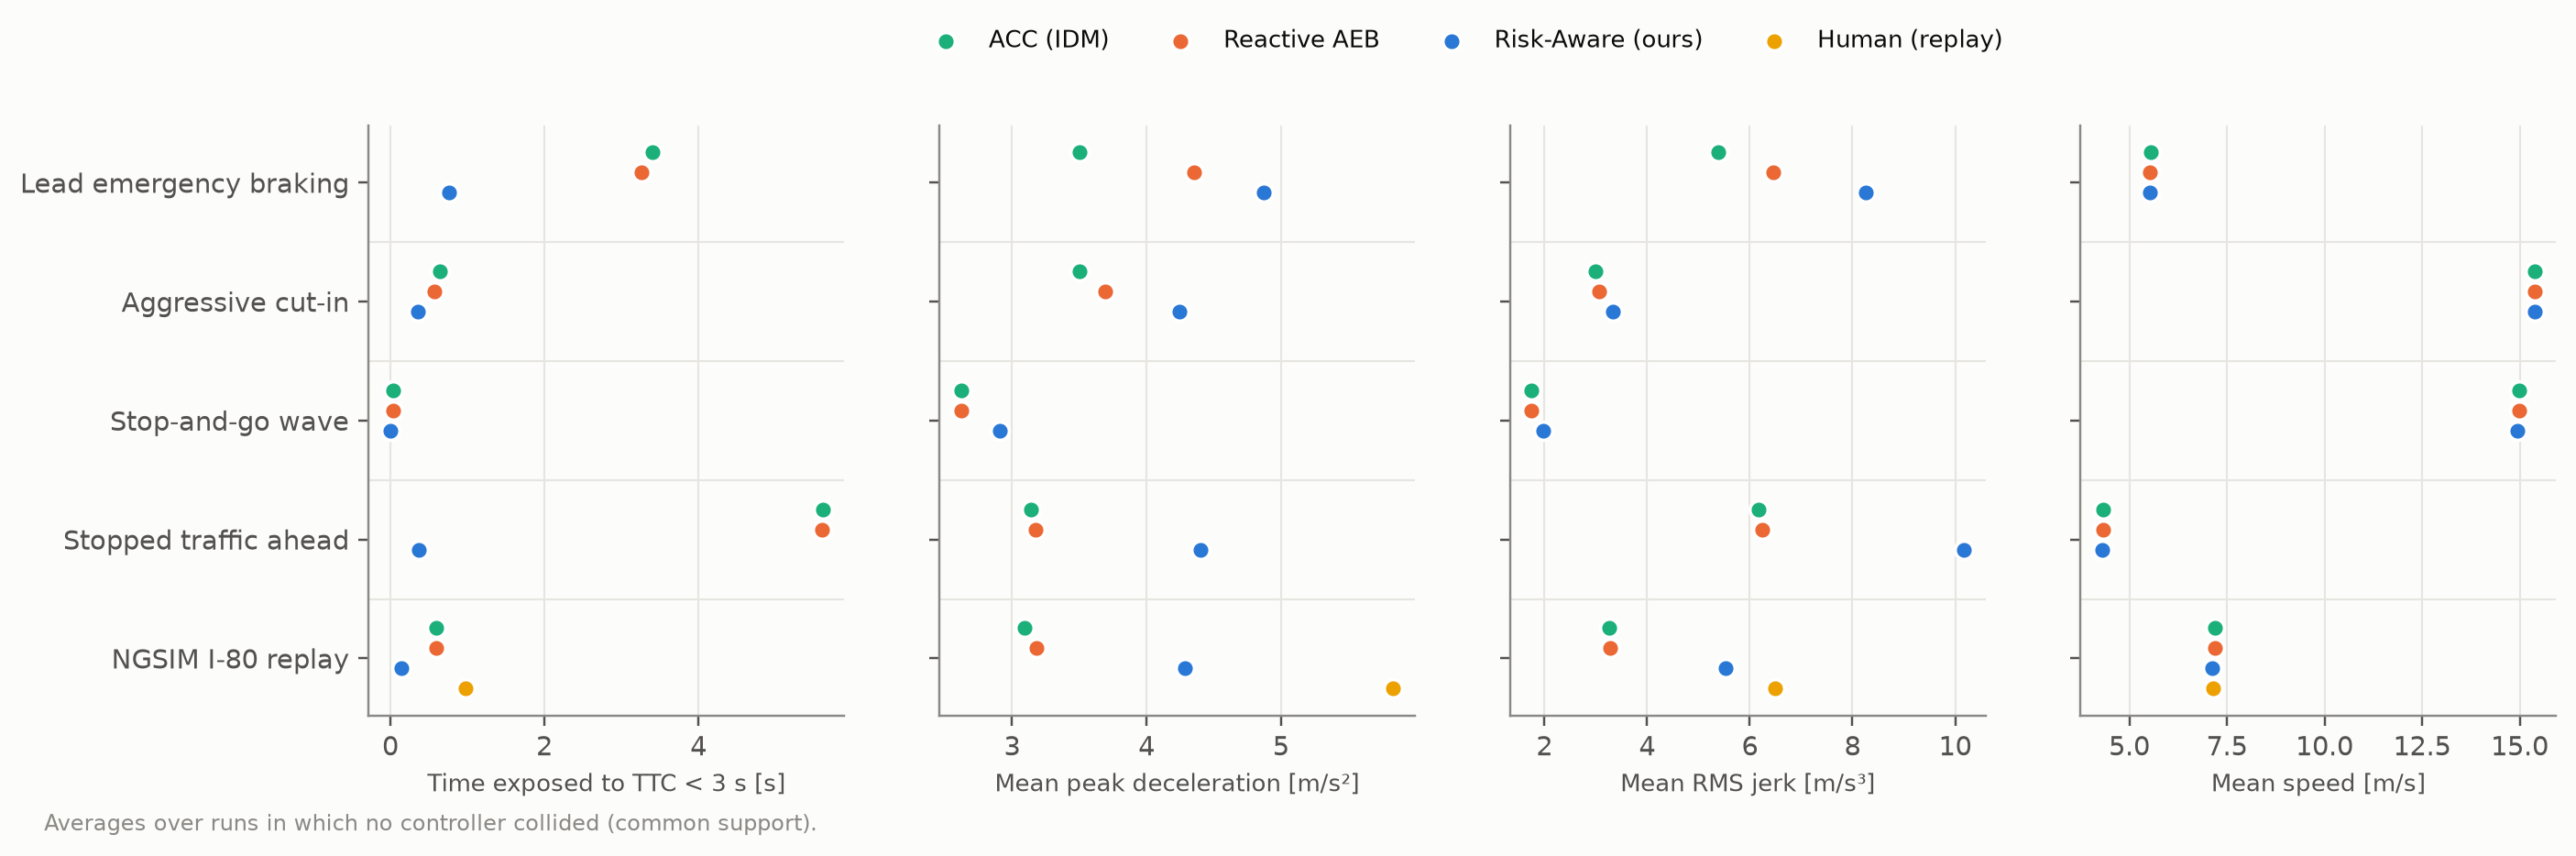 ACC (IDM) Reactive AEB Risk-Aware (ours) Human (replay)
Lead emergency braking
Aggressive cut-in
Stop-and-go wave
Stopped traffic ahead
NGSIM I-80 replay
0 2 4
Time exposed to TTC < 3 s [s]
3 4 5
Mean peak deceleration [m/s²]
2 4 6 8 10
Mean RMS jerk [m/s³]
5.0 7.5 10.0 12.5 15.0
Mean speed [m/s]
Averages over runs in which no controller collided (common support).